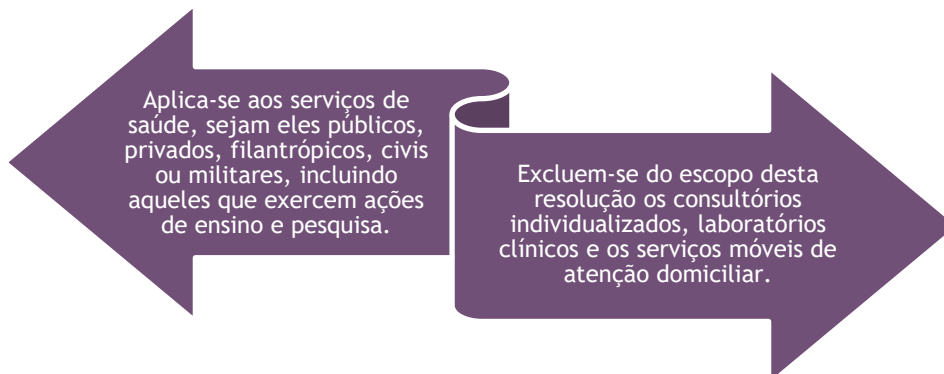 Aplica-se aos serviços de
saúde, sejam eles públicos,
privados, filantrópicos, civis
ou militares, incluindo
aqueles que exercem ações
de ensino e pesquisa.
Excluem-se do escopo desta
resolução os consultórios
individualizados, laboratórios
clínicos e os serviços móveis de
atenção domiciliar.